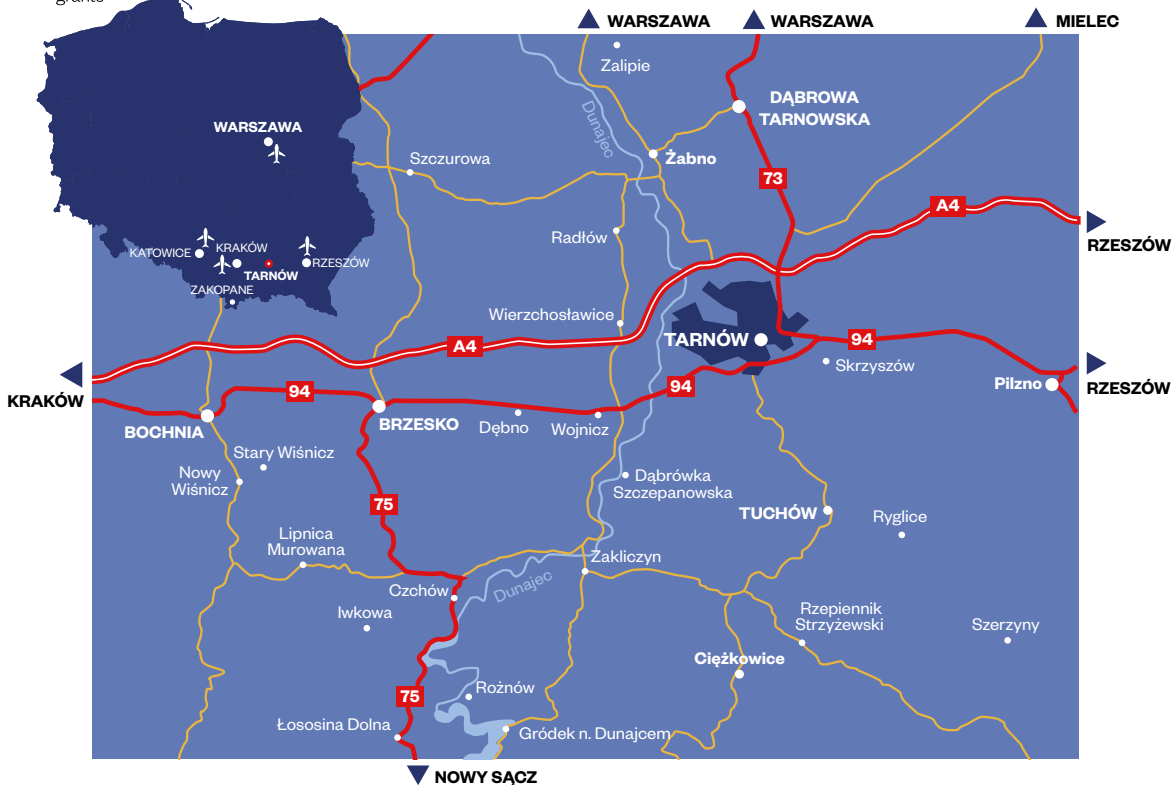 WARSZAWA
WARSZAWA
MIELEC
Zalipie
DĄBROWA
TARNOWSKA
Dunajec
WARSZAWA
Szczurowa
Żabno
73
A4
RZESZÓW
Radłów
KATOWICE
KRAKÓW
TARNÓW
RZESZÓW
ZAKOPANE
Wierzchosławice
TARNÓW
A4
94
Skrzyszów
RZESZÓW
Pilzno
KRAKÓW
94
94
BOCHNIA
BRZESKO
Dębno
Wojnicz
Stary Wiśnicz
Nowy
Wiśnicz
Dąbrówka
Szczepanowska
75
TUCHÓW
Ryglice
Lipnica
Murowana
Zakliczyn
Czchów
Dunajec
Iwkowa
Rzepiennik
Strzyżewski
Szerzyny
Ciężkowice
75
Rożnów
Łososina Dolna
Gródek n. Dunajcem
NOWY SĄCZ